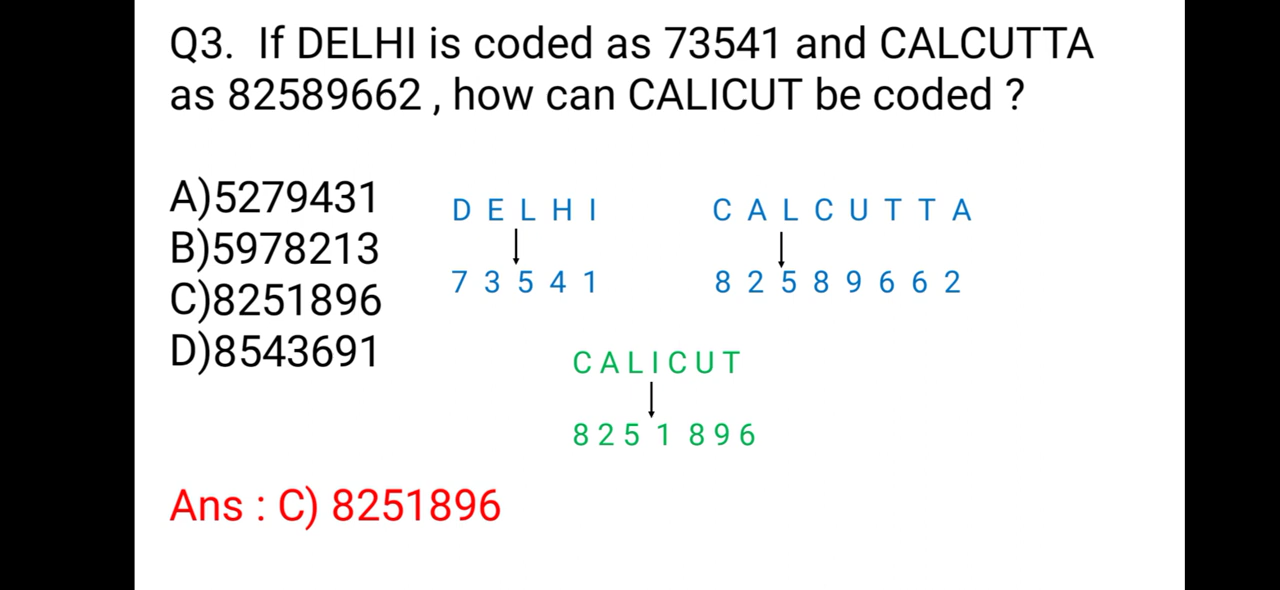 Q3. If DELHI is coded as 73541 and CALCUTTA
as 82589662 , how can CALICUT be coded ?
A)5279431
B)5978213
C)8251896
D)8543691
D E L H I
7 3 5 4 1
C A L C U T T A
8 2 5 8 9 6 6 2
C A L I C U T
8 2 5 1 8 9 6
Ans : C) 8251896